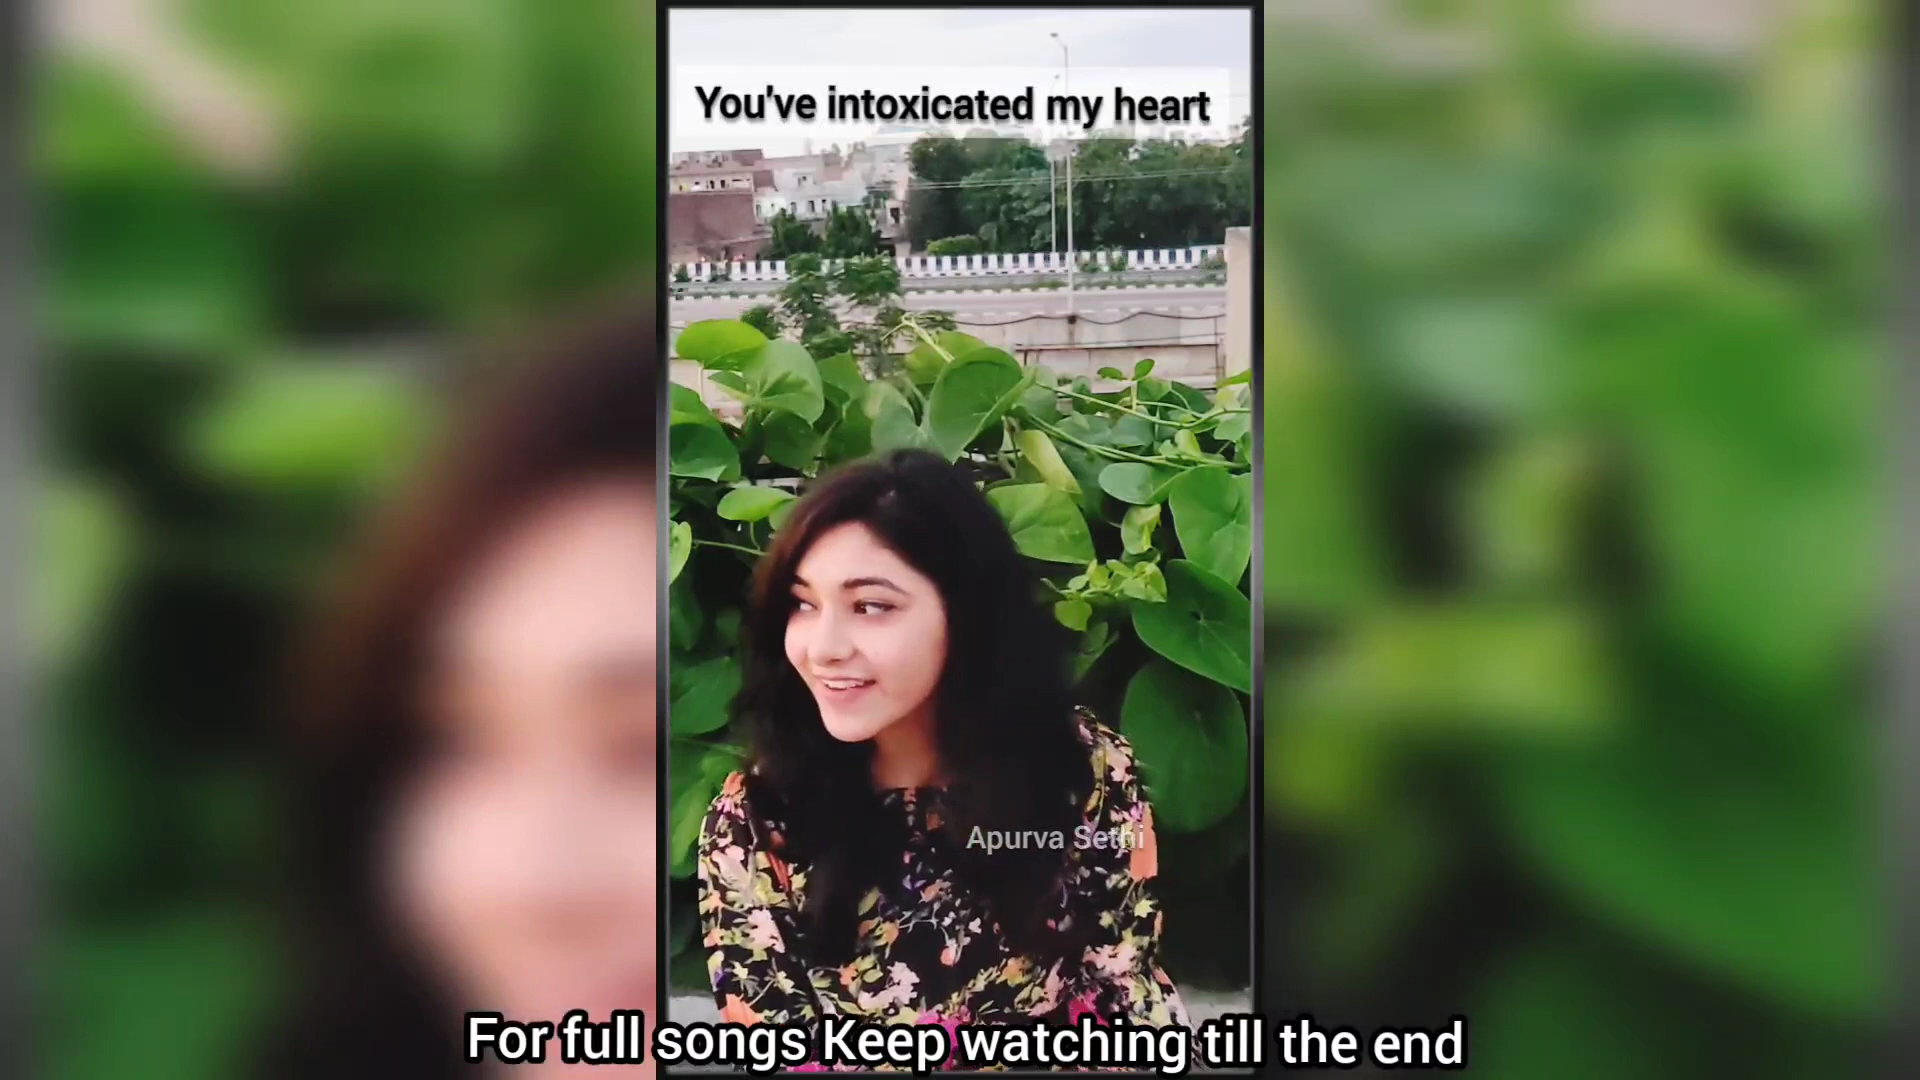 You've intoxicated my heart
Apurva Sethi
For full songs Keep watching till the end